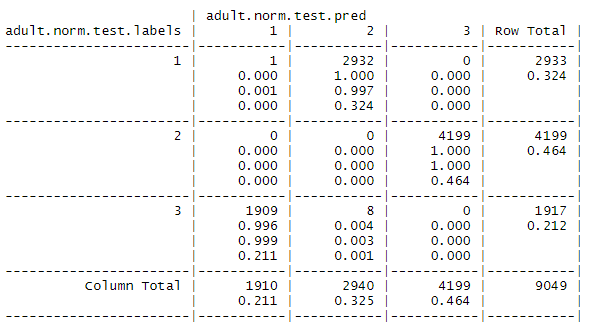 | adult.norm.test.pred
adult.norm.test.labels |         1 |         2 |         3 | Row Total |
-----------------------|-----------|-----------|-----------|-----------|
                     1 |         1 |      2932 |         0 |      2933 |
                       |     0.000 |     1.000 |     0.000 |     0.324 |
                       |     0.001 |     0.997 |     0.000 |           |
                       |     0.000 |     0.324 |     0.000 |           |
-----------------------|-----------|-----------|-----------|-----------|
                     2 |         0 |         0 |      4199 |      4199 |
                       |     0.000 |     0.000 |     1.000 |     0.464 |
                       |     0.000 |     0.000 |     1.000 |           |
                       |     0.000 |     0.000 |     0.464 |           |
-----------------------|-----------|-----------|-----------|-----------|
                     3 |      1909 |         8 |         0 |      1917 |
                       |     0.996 |     0.004 |     0.000 |     0.212 |
                       |     0.999 |     0.003 |     0.000 |           |
                       |     0.211 |     0.001 |     0.000 |           |
-----------------------|-----------|-----------|-----------|-----------|
          Column Total |      1910 |      2940 |      4199 |      9049 |
                       |     0.211 |     0.325 |     0.464 |           |
-----------------------|-----------|-----------|-----------|-----------|